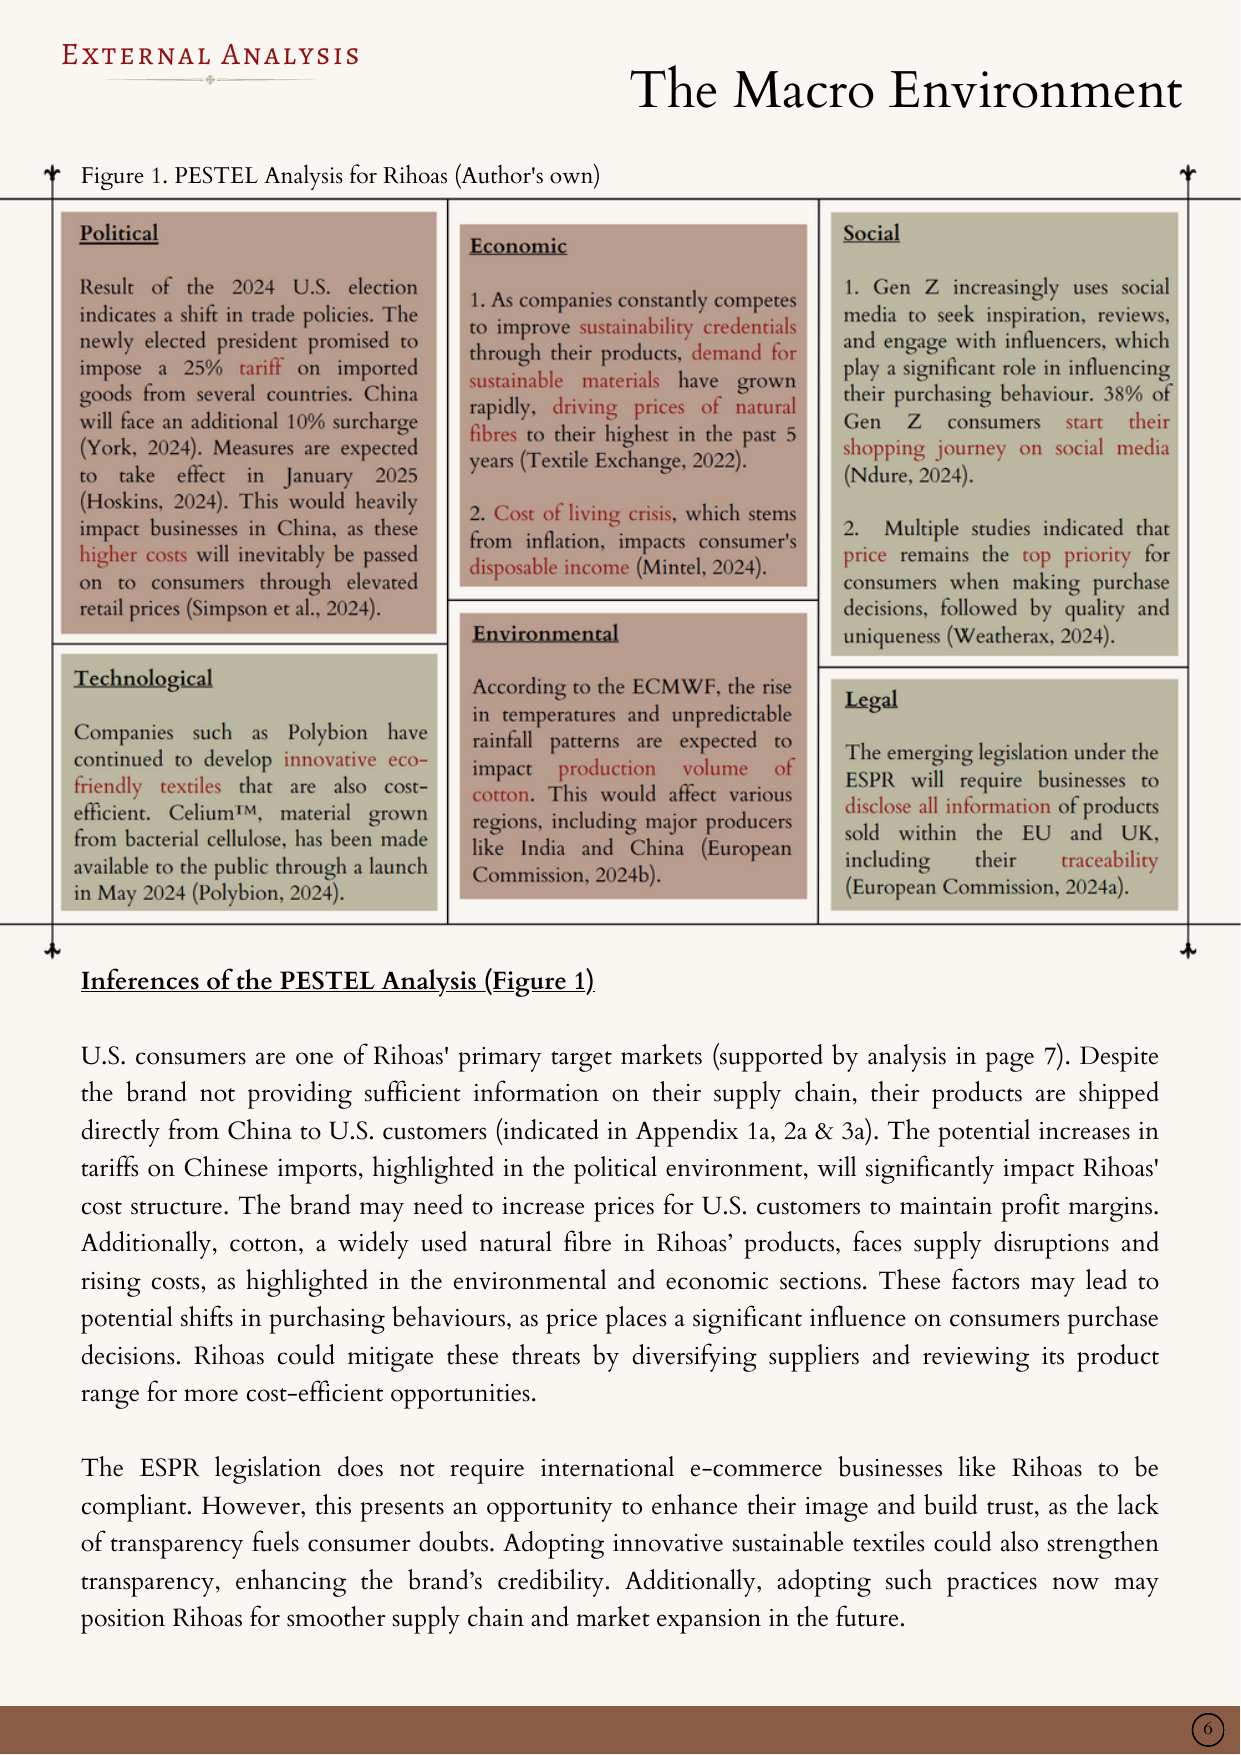 External Analysis
The Macro Environment
Figure 1. PESTEL Analysis for Rihoas (Author's own)
Political
Result of the 2024 U.S. election
indicates a shift in trade policies. The
newly elected president promised to
impose a 25% tariff on imported
goods from several countries. China
will face an additional 10% surcharge
(York, 2024). Measures are expected
to take effect in January 2025
(Hoskins, 2024). This would heavily
impact businesses in China, as these
higher costs will inevitably be passed
on to consumers through elevated
retail prices (Simpson et al., 2024).
Economic
1. As companies constantly competes
to improve sustainability credentials
through their products, demand for
sustainable materials have grown
rapidly, driving prices of natural
fibres to their highest in the past 5
years (Textile Exchange, 2022).
2. Cost of living crisis, which stems
from inflation, impacts consumer's
disposable income (Mintel, 2024).
Social
1. Gen Z increasingly uses social
media to seek inspiration, reviews,
and engage with influencers, which
play a significant role in influencing
their purchasing behaviour. 38% of
Gen Z consumers start their
shopping journey on social media
(Ndure, 2024).
2. Multiple studies indicated that
price remains the top priority for
consumers when making purchase
decisions, followed by quality and
uniqueness (Weatherax, 2024).
Technological
Companies such as Polybion have
continued to develop innovative eco-
friendly textiles that are also cost-
efficient. Celium™, material grown
from bacterial cellulose, has been made
available to the public through a launch
in May 2024 (Polybion, 2024).
Environmental
According to the ECMWF, the rise
in temperatures and unpredictable
rainfall patterns are expected to
impact production volume of
cotton. This would affect various
regions, including major producers
like India and China (European
Commission, 2024b).
Legal
The emerging legislation under the
ESPR will require businesses to
disclose all information of products
sold within the EU and UK,
including their traceability
(European Commission, 2024a).
Inferences of the PESTEL Analysis (Figure 1)
U.S. consumers are one of Rihoas' primary target markets (supported by analysis in page 7). Despite
the brand not providing sufficient information on their supply chain, their products are shipped
directly from China to U.S. customers (indicated in Appendix 1a, 2a & 3a). The potential increases in
tariffs on Chinese imports, highlighted in the political environment, will significantly impact Rihoas'
cost structure. The brand may need to increase prices for U.S. customers to maintain profit margins.
Additionally, cotton, a widely used natural fibre in Rihoas’ products, faces supply disruptions and
rising costs, as highlighted in the environmental and economic sections. These factors may lead to
potential shifts in purchasing behaviours, as price places a significant influence on consumers purchase
decisions. Rihoas could mitigate these threats by diversifying suppliers and reviewing its product
range for more cost-efficient opportunities.
The ESPR legislation does not require international e-commerce businesses like Rihoas to be
compliant. However, this presents an opportunity to enhance their image and build trust, as the lack
of transparency fuels consumer doubts. Adopting innovative sustainable textiles could also strengthen
transparency, enhancing the brand’s credibility. Additionally, adopting such practices now may
position Rihoas for smoother supply chain and market expansion in the future.
6